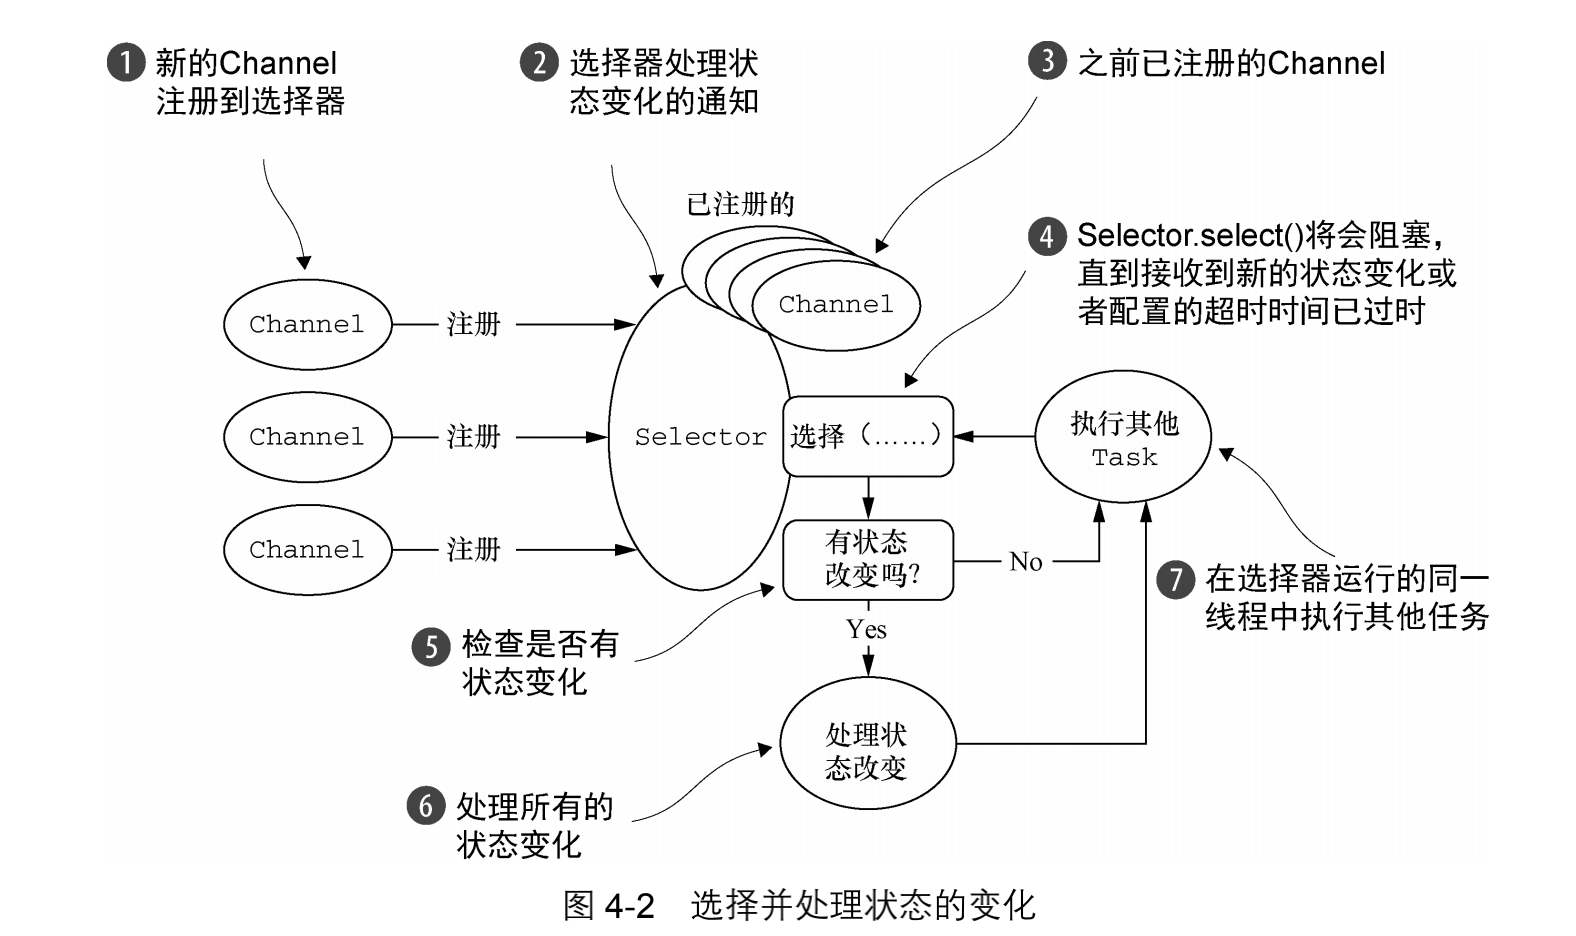 1 新的Channel
注册到选择器
2 选择器处理状
态变化的通知
3 之前已注册的Channel
已注册的
Channel
4 Selector.select()将会阻塞，
直到接收到新的状态变化或
者配置的超时时间已过时
Channel
注册
Channel
注册
Channel
注册
Selector
选择（……）
执行其他
Task
有状态
改变吗？
No
Yes
7 在选择器运行的同一
线程中执行其他任务
5 检查是否有
状态变化
处理状
态改变
6 处理所有的
状态变化
图 4-2 选择并处理状态的变化